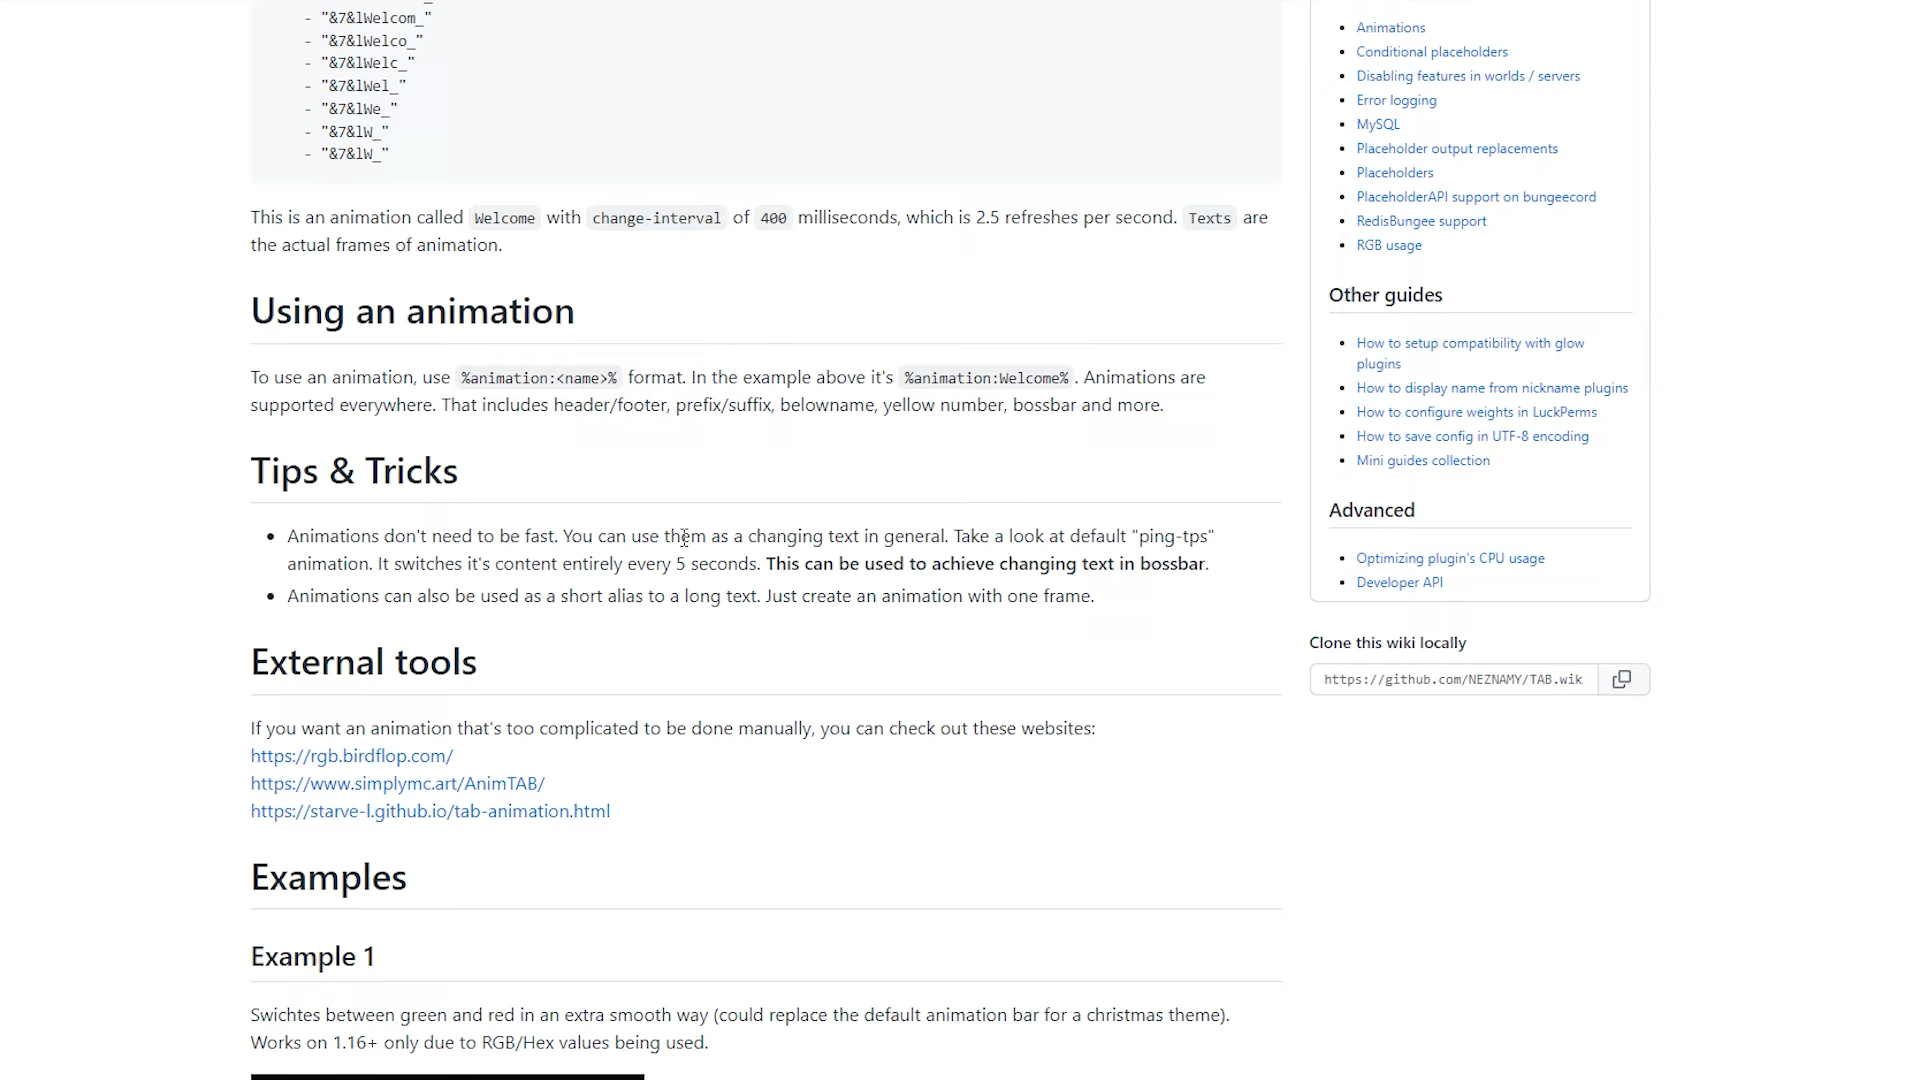 - "&7&lWelcom_"
- "&7&lWelco_"
- "&7&lWelc_"
- "&7&lWel_"
- "&7&lWe_"
- "&7&lW_"
- "&7&lW_"
This is an animation called Welcome with change-interval of 400 milliseconds, which is 2.5 refreshes per second. Texts are
the actual frames of animation.
Using an animation
To use an animation, use %animation:<name>% format. In the example above it's %animation:Welcome% . Animations are
supported everywhere. That includes header/footer, prefix/suffix, belowname, yellow number, bossbar and more.
Tips & Tricks
• Animations don't need to be fast. You can use them as a changing text in general. Take a look at default "ping-tps"
animation. It switches it's content entirely every 5 seconds. This can be used to achieve changing text in bossbar.
• Animations can also be used as a short alias to a long text. Just create an animation with one frame.
External tools
If you want an animation that's too complicated to be done manually, you can check out these websites:
https://rgb.birdflop.com/
https://www.simplymc.art/AnimTAB/
https://starve-l.github.io/tab-animation.html
Examples
Example 1
Swichtes between green and red in an extra smooth way (could replace the default animation bar for a christmas theme).
Works on 1.16+ only due to RGB/Hex values being used.
• Animations
• Conditional placeholders
• Disabling features in worlds / servers
• Error logging
• MySQL
• Placeholder output replacements
• Placeholders
• PlaceholderAPI support on bungeecord
• RedisBungee support
• RGB usage
Other guides
• How to setup compatibility with glow
plugins
• How to display name from nickname plugins
• How to configure weights in LuckPerms
• How to save config in UTF-8 encoding
• Mini guides collection
Advanced
• Optimizing plugin's CPU usage
• Developer API
Clone this wiki locally
https://github.com/NEZNAMY/TAB.wik